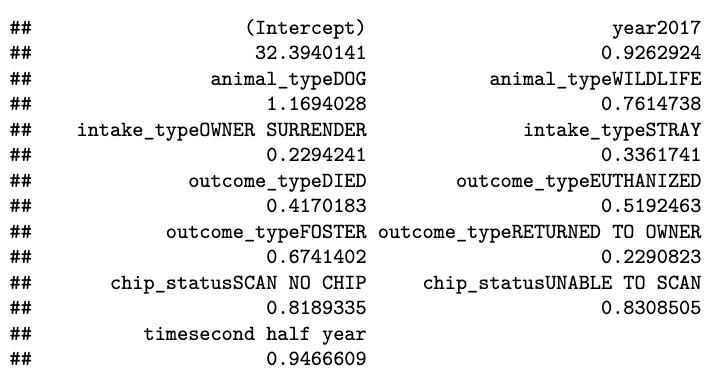 ## (Intercept) year2017
## 32.3940141 0.9262924
## animal_typeDOG animal_typeWILDLIFE
## 1.1694028 0.7614738
## intake_typeOWNER SURRENDER intake_typeSTRAY
## 0.2294241 0.3361741
## outcome_typeDIED outcome_typeEUTHANIZED
## 0.4170183 0.5192463
## outcome_typeFOSTER outcome_typeRETURNED TO OWNER
## 0.6741402 0.2290823
## chip_statusSCAN NO CHIP chip_statusUNABLE TO SCAN
## 0.8189335 0.8308505
## timesecond half year
## 0.9466609